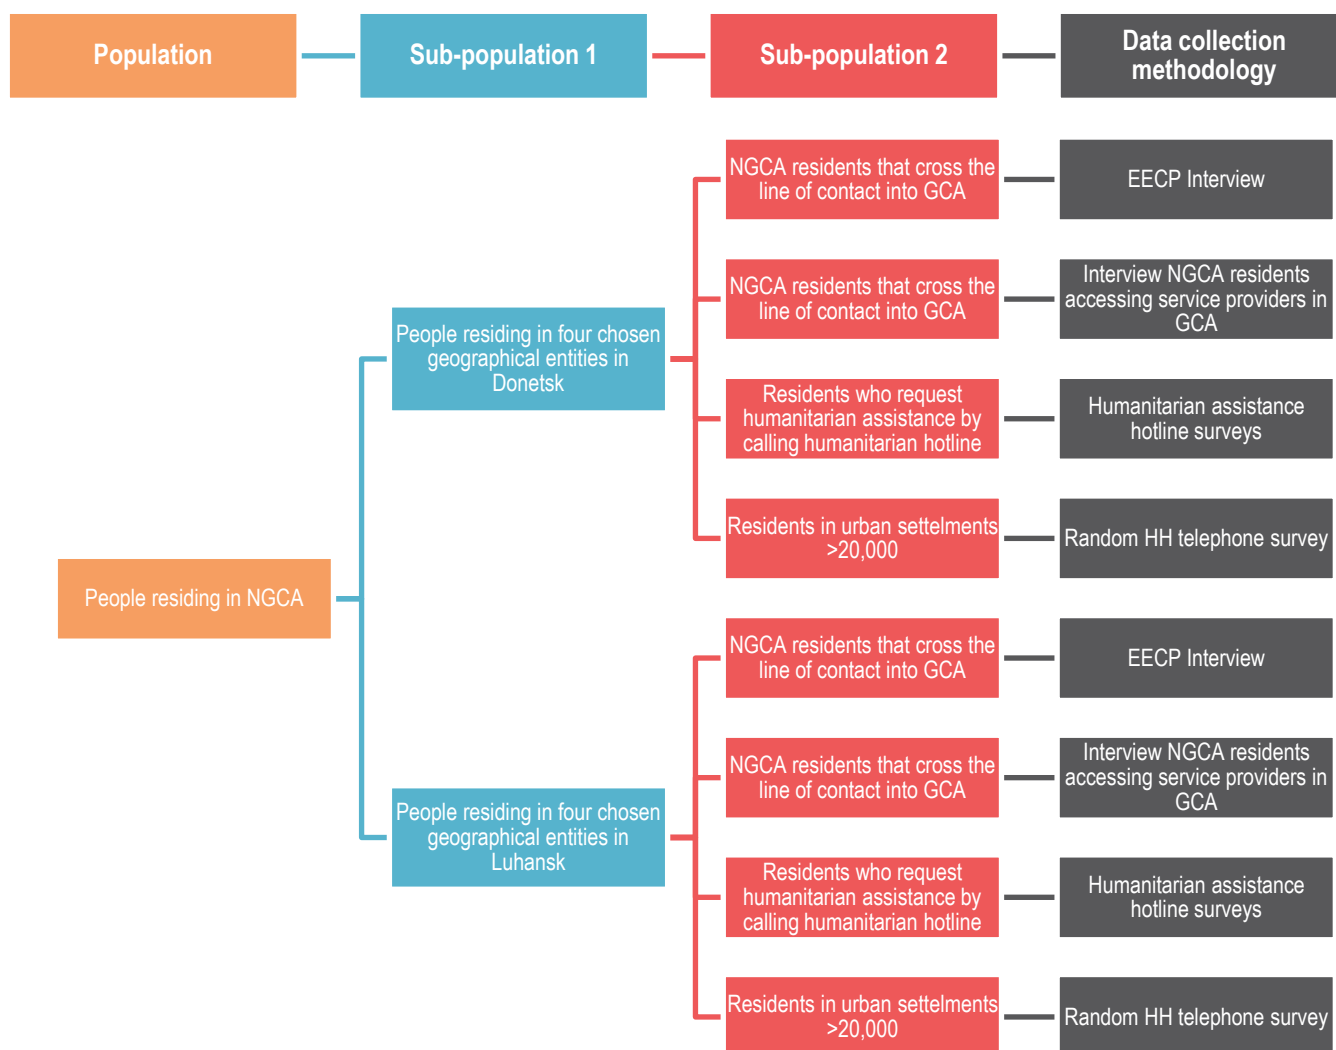 Population
Sub-population 1
Sub-population 2
Data collection
methodology
People residing in NGCA
People residing in four chosen
geographical entities in
Donetsk
NGCA residents that cross the
line of contact into GCA
EECP Interview
NGCA residents that cross the
line of contact into GCA
Interview NGCA residents
accessing service providers in
GCA
Residents who request
humanitarian assistance by
calling humanitarian hotline
Humanitarian assistance
hotline surveys
Residents in urban settelments
>20,000
Random HH telephone survey
People residing in four chosen
geographical entities in
Luhansk
NGCA residents that cross the
line of contact into GCA
EECP Interview
NGCA residents that cross the
line of contact into GCA
Interview NGCA residents
accessing service providers in
GCA
Residents who request
humanitarian assistance by
calling humanitarian hotline
Humanitarian assistance
hotline surveys
Residents in urban settelments
>20,000
Random HH telephone survey